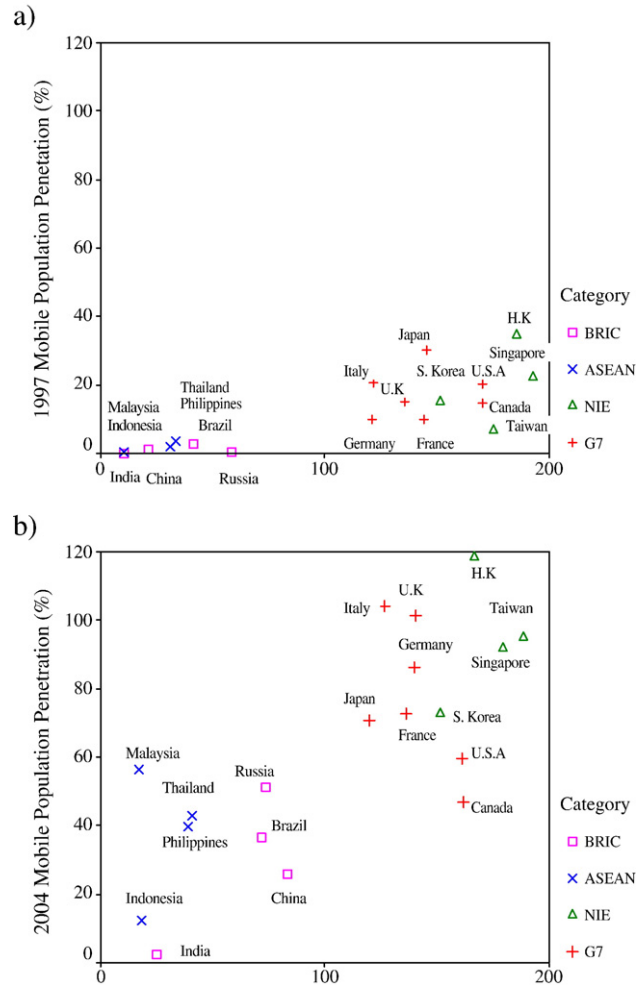 a)
1997 Mobile Population Penetation (%)
120
100
80
60
40
20
0
0
100
200
H.K
Japan
Singapore
Italy
S. Korea
U.S.A
U.K
Canada
Taiwan
Germany
France
Thailand
Malaysia
Philippines
Indonesia
Brazil
India
China
Russia
Category
BRIC
ASEAN
NIE
G7
b)
2004 Mobile Population Penetration (%)
120
100
80
60
40
20
0
0
100
200
H.K
U.K
Italy
Taiwan
Germany
Singapore
Japan
S. Korea
France
U.S.A
Malaysia
Russia
Thailand
Canada
Brazil
Philippines
Indonesia
China
India
Category
BRIC
ASEAN
NIE
G7